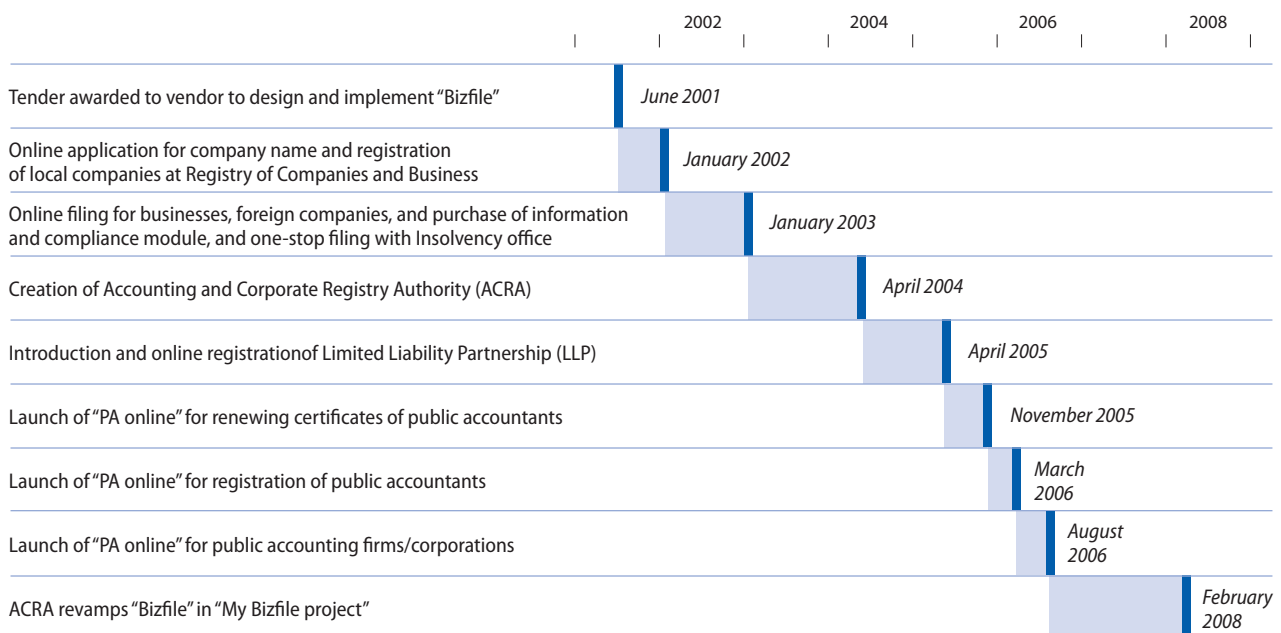 2002 2004 2006 2008
Tender awarded to vendor to design and implement “Bizfile” June 2001
Online application for company name and registration
of local companies at Registry of Companies and Business
January 2002
Online filing for businesses, foreign companies, and purchase of information
and compliance module, and one-stop filing with Insolvency office
January 2003
Creation of Accounting and Corporate Registry Authority (ACRA) April 2004
Introduction and online registrationof Limited Liability Partnership (LLP) April 2005
Launch of “PA online” for renewing certificates of public accountants November 2005
Launch of “PA online” for registration of public accountants
March
2006
Launch of “PA online” for public accounting firms/corporations
August
2006
ACRA revamps “Bizfile” in “My Bizfile project”
February
2008